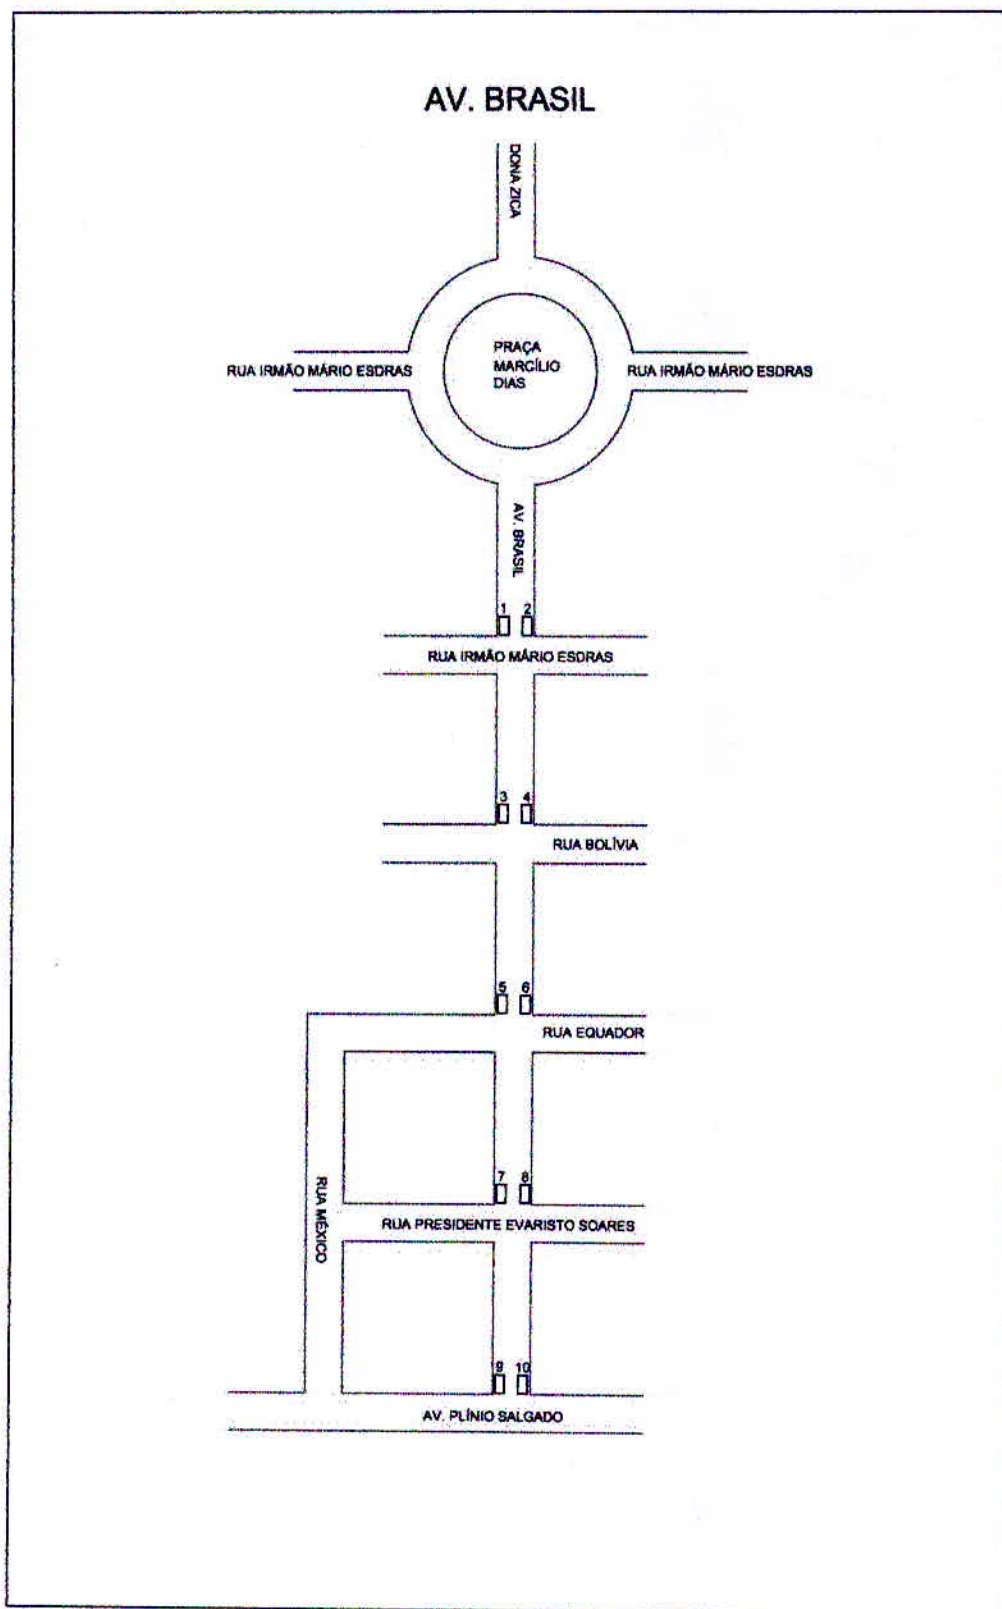 AV. BRASIL
DONA ZICA
PRAÇA
MARCÍLIO
DIAS
RUA IRMÃO MÁRIO ESDRAS
RUA IRMÃO MÁRIO ESDRAS
AV. BRASIL
1 2
RUA IRMÃO MÁRIO ESDRAS
3 4
RUA BOLÍVIA
5 6
RUA EQUADOR
7 8
RUA MÉXICO
RUA PRESIDENTE EVARISTO SOARES
9 10
AV. PLÍNIO SALGADO